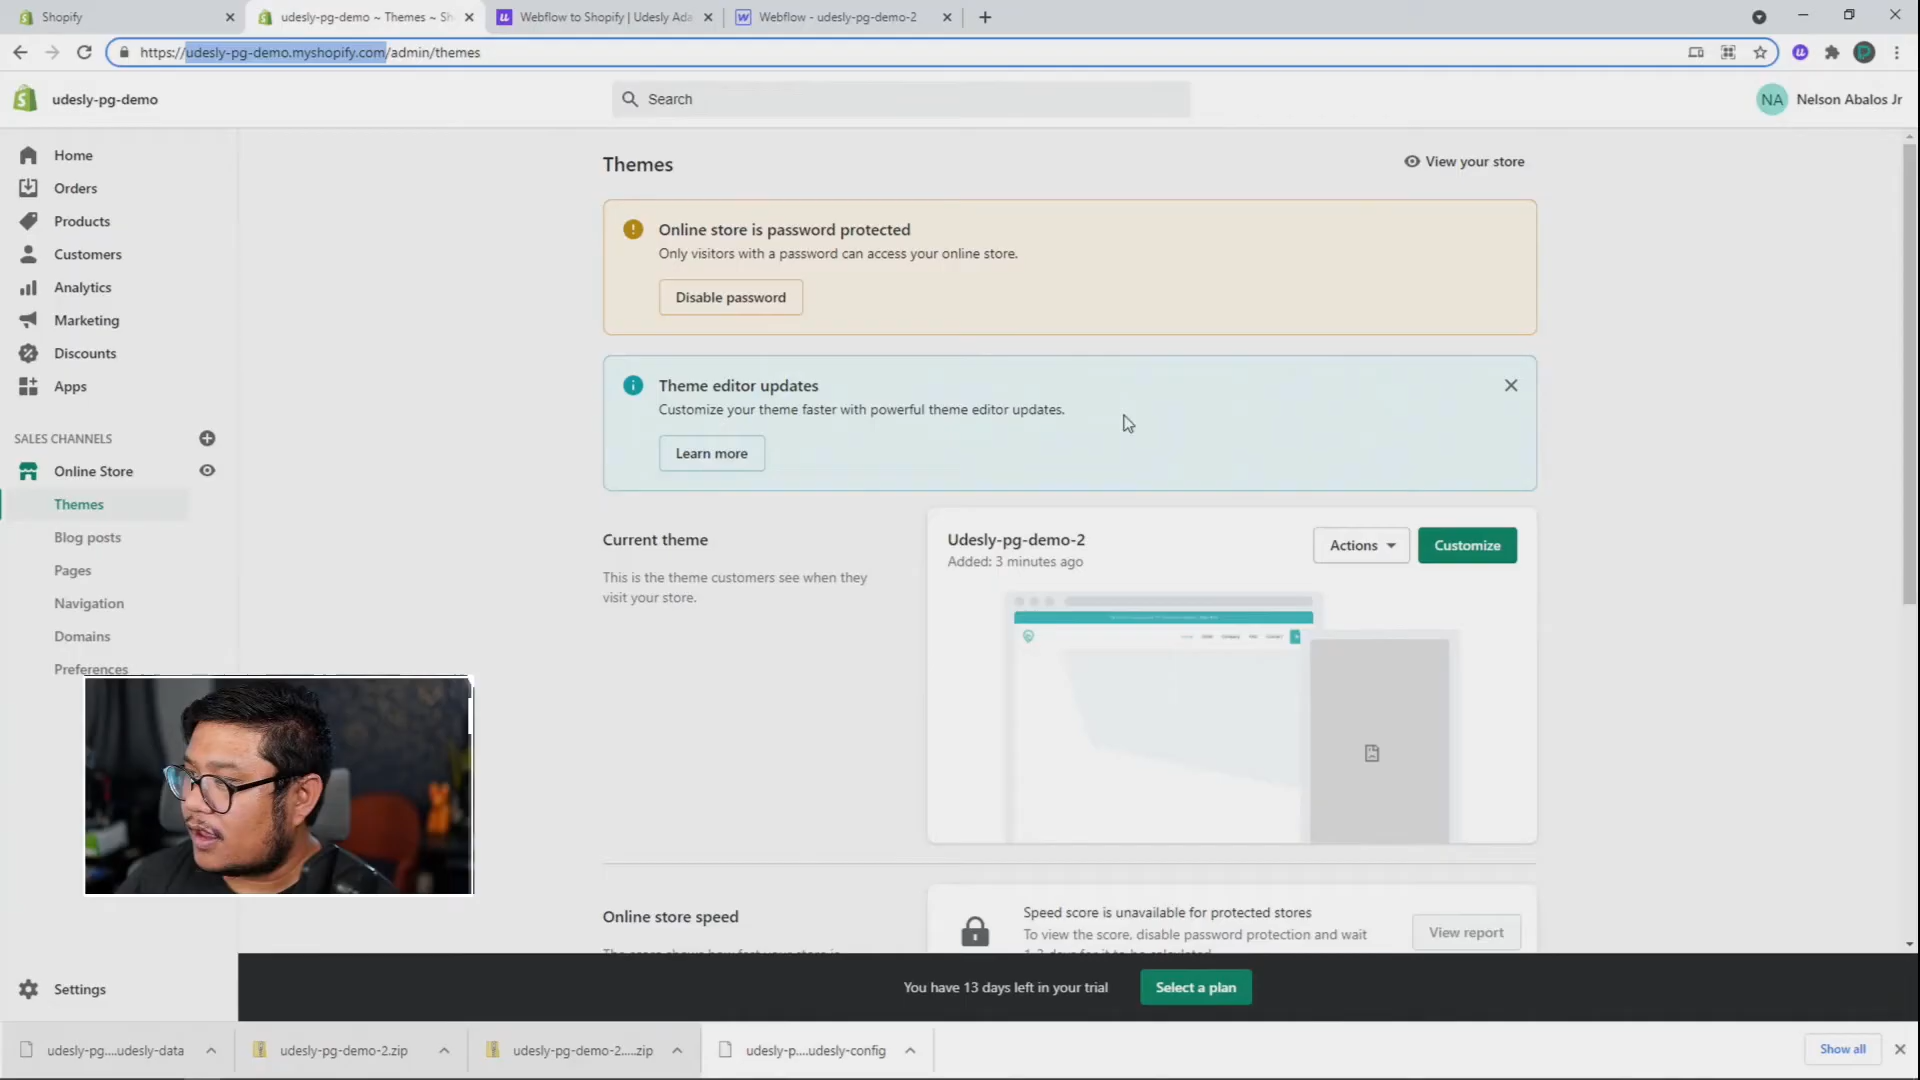 Shopify
udesly-pg-demo ~ Themes ~ Sh
Webflow to Shopify | Udesly Ada
Webflow - udesly-pg-demo-2
https://udesly-pg-demo.myshopify.com/admin/themes
udesly-pg-demo
Search
NA
Nelson Abalos Jr
Home
Orders
Products
Customers
Analytics
Marketing
Discounts
Apps
SALES CHANNELS
Online Store
Themes
Blog posts
Pages
Navigation
Domains
Preferences
Settings
Themes
View your store
Online store is password protected
Only visitors with a password can access your online store.
Disable password
Theme editor updates
Customize your theme faster with powerful theme editor updates.
Learn more
Current theme
This is the theme customers see when they
visit your store.
Udesly-pg-demo-2
Added: 3 minutes ago
Actions
Customize
Online store speed
Speed score is unavailable for protected stores
To view the score, disable password protection and wait
View report
You have 13 days left in your trial
Select a plan
udesly-pg....udesly-data
udesly-pg-demo-2.zip
udesly-pg-demo-2.....zip
udesly-p....udesly-config
Show all